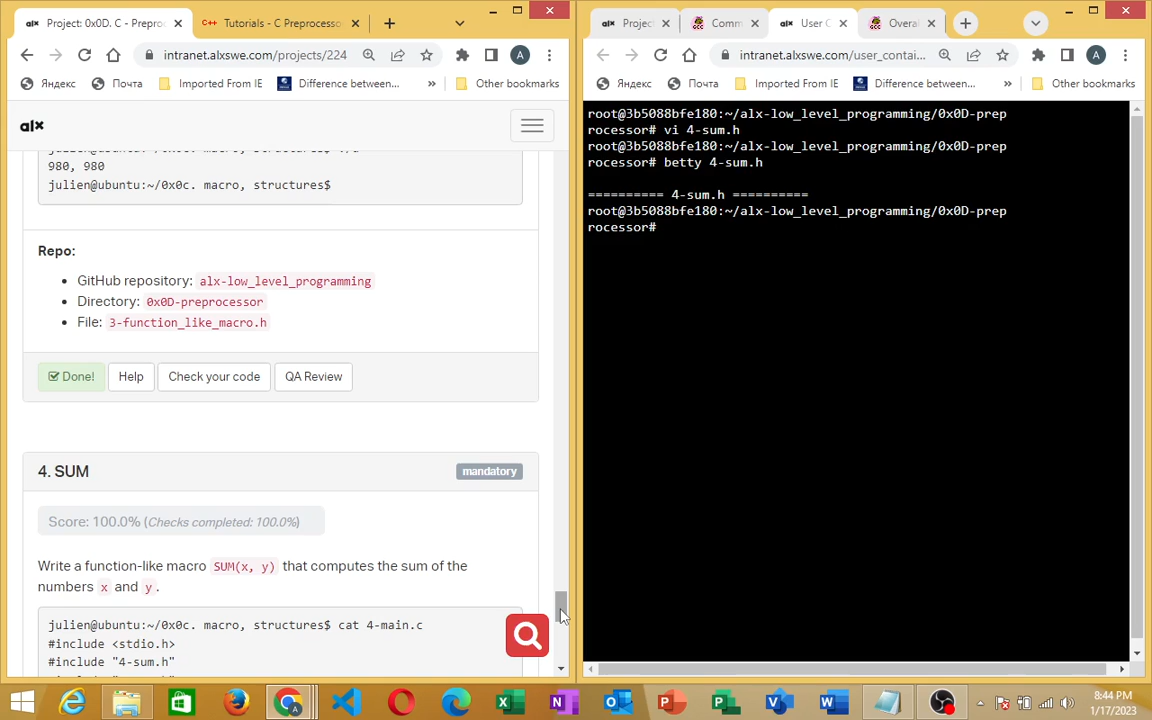 Project: 0x0D. C - Preproc
Tutorials - C Preprocessor
intranet.alxswe.com/projects/224
A
Яндекс
Почта
Imported From IE
Difference between...
»
Other bookmarks
alx
980, 980
julien@ubuntu:~/0x0c. macro, structures$
Repo:
GitHub repository: alx-low_level_programming
Directory: 0x0D-preprocessor
File: 3-function_like_macro.h
Done!
Help
Check your code
QA Review
4. SUM
mandatory
Score: 100.0% (Checks completed: 100.0%)
Write a function-like macro SUM(x, y) that computes the sum of the
numbers x and y.
julien@ubuntu:~/0x0c. macro, structures$ cat 4-main.c
#include <stdio.h>
#include "4-sum.h"
Project
Comm
User C
Overal
intranet.alxswe.com/user_contai...
A
Яндекс
Почта
Imported From IE
Difference between...
»
Other bookmarks
root@3b5088bfe180:~/alx-low_level_programming/0x0D-prep
rocessor# vi 4-sum.h
root@3b5088bfe180:~/alx-low_level_programming/0x0D-prep
rocessor# betty 4-sum.h
========== 4-sum.h ==========
root@3b5088bfe180:~/alx-low_level_programming/0x0D-prep
rocessor#
8:44 PM
1/17/2023